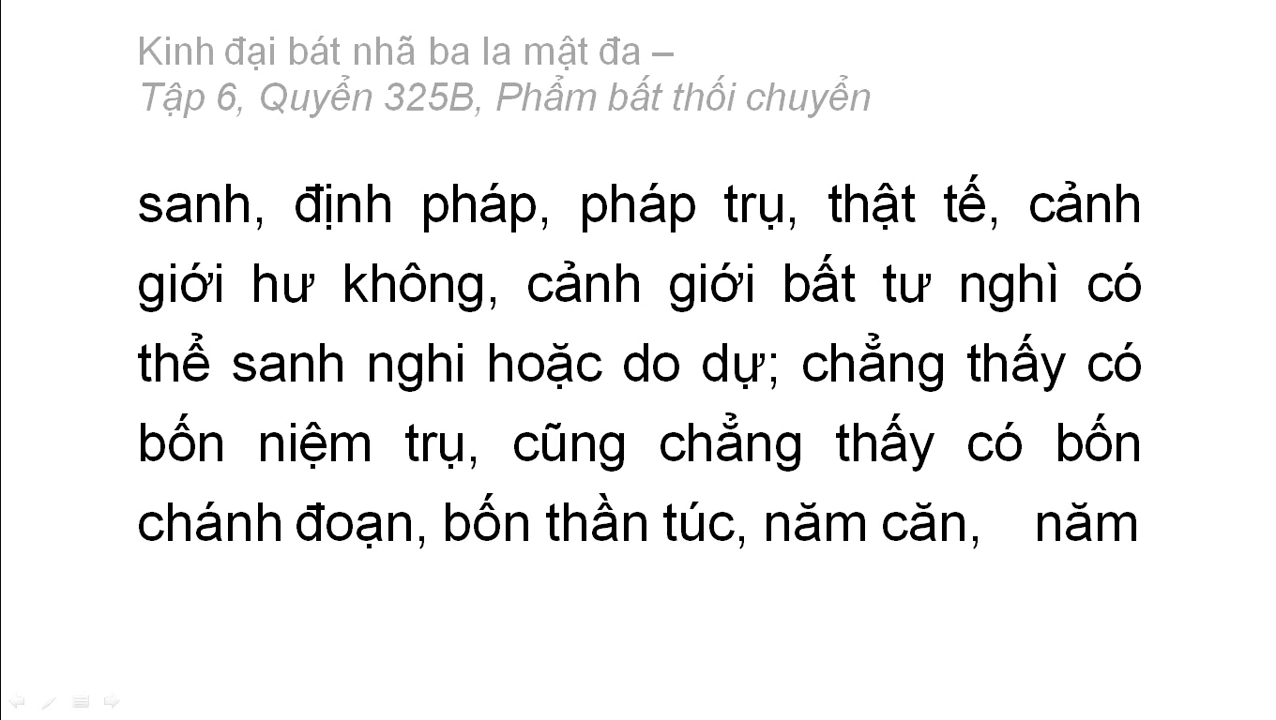 Kinh đại bát nhã ba la mật đa –
Tập 6, Quyển 325B, Phẩm bất thối chuyển
sanh, định pháp, pháp trụ, thật tế, cảnh
giới hư không, cảnh giới bất tư nghì có
thể sanh nghi hoặc do dự; chẳng thấy có
bốn niệm trụ, cũng chẳng thấy có bốn
chánh đoạn, bốn thần túc, năm căn, năm